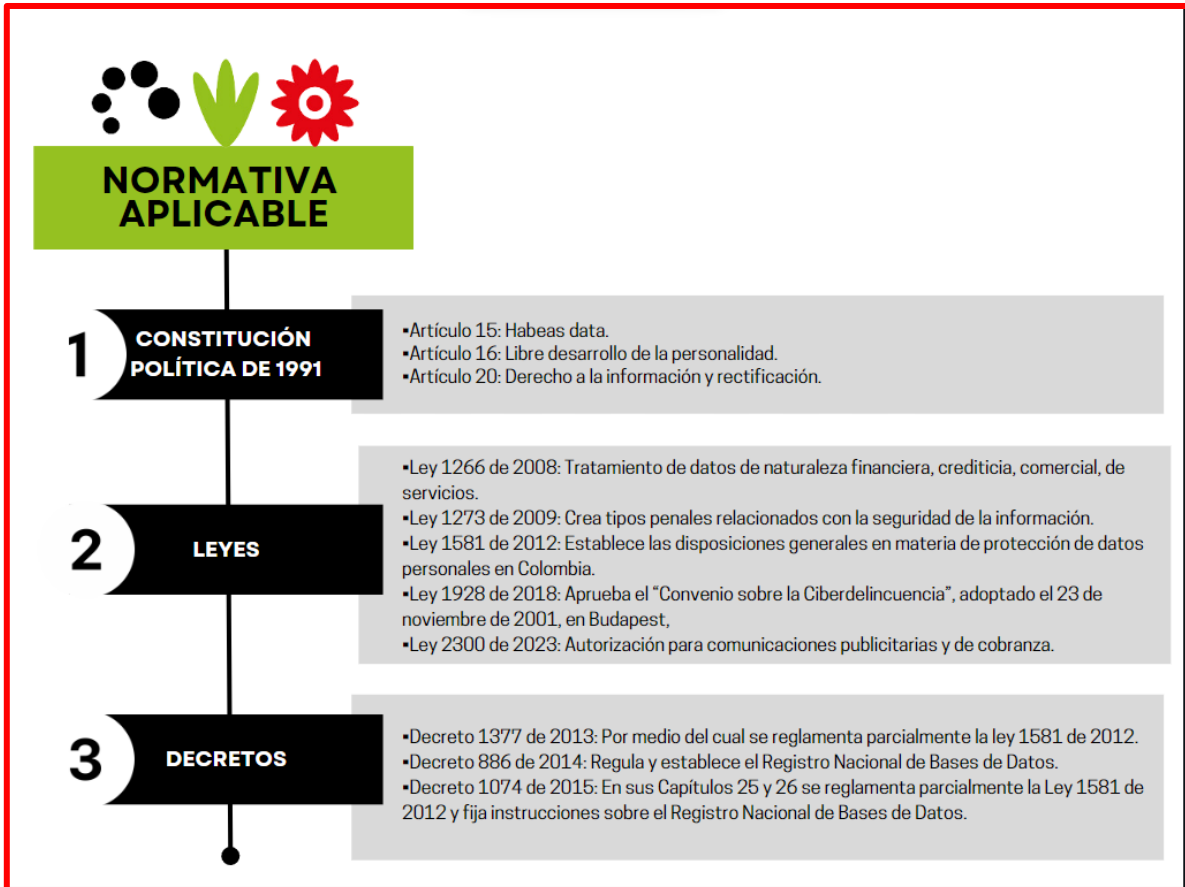 NORMATIVA
APLICABLE
1
CONSTITUCIÓN
POLÍTICA DE 1991
▪Artículo 15: Habeas data.
▪Artículo 16: Libre desarrollo de la personalidad.
▪Artículo 20: Derecho a la información y rectificación.
2
LEYES
▪Ley 1266 de 2008: Tratamiento de datos de naturaleza financiera, crediticia, comercial, de
servicios.
▪Ley 1273 de 2009: Crea tipos penales relacionados con la seguridad de la información.
▪Ley 1581 de 2012: Establece las disposiciones generales en materia de protección de datos
personales en Colombia.
▪Ley 1928 de 2018: Aprueba el “Convenio sobre la Ciberdelincuencia”, adoptado el 23 de
noviembre de 2001, en Budapest,
▪Ley 2300 de 2023: Autorización para comunicaciones publicitarias y de cobranza.
3
DECRETOS
▪Decreto 1377 de 2013: Por medio del cual se reglamenta parcialmente la ley 1581 de 2012.
▪Decreto 886 de 2014: Regula y establece el Registro Nacional de Bases de Datos.
▪Decreto 1074 de 2015: En sus Capítulos 25 y 26 se reglamenta parcialmente la Ley 1581 de
2012 y fija instrucciones sobre el Registro Nacional de Bases de Datos.